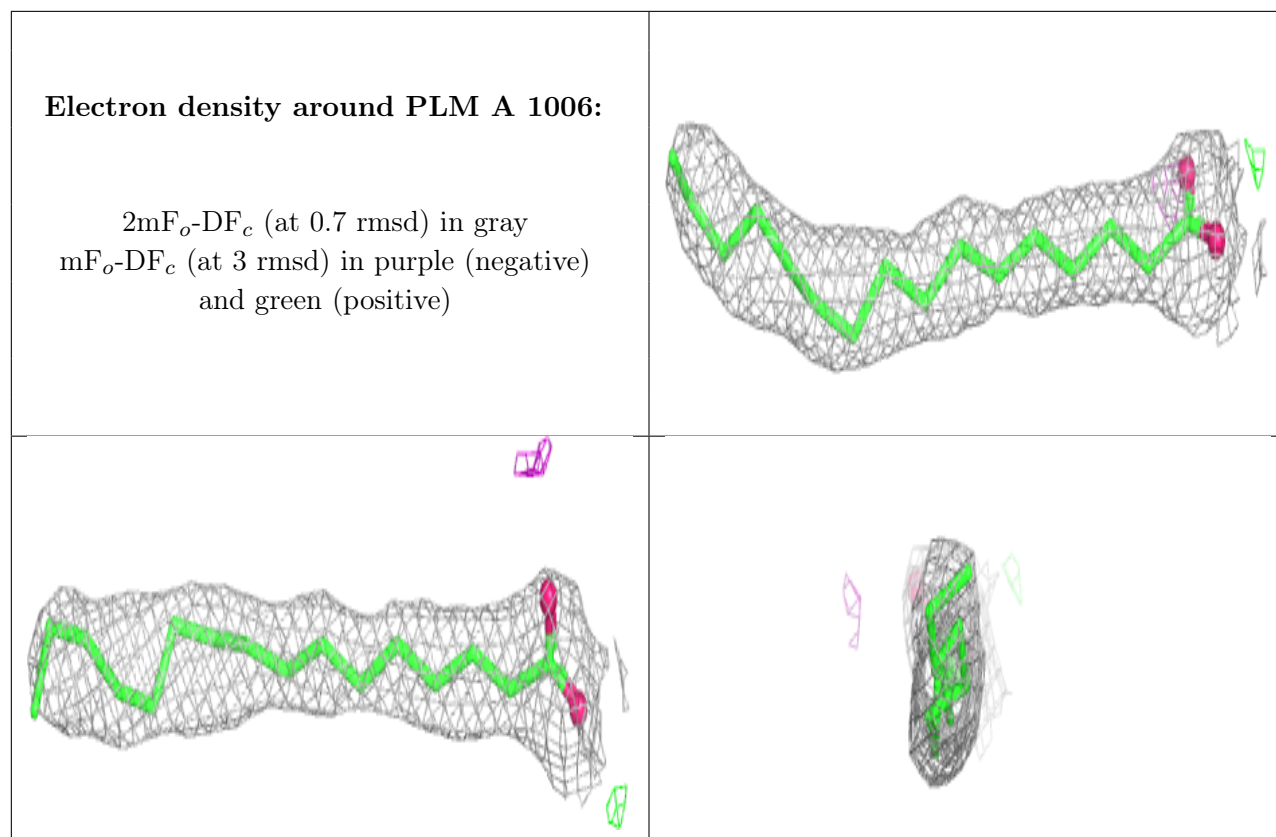 Electron density around PLM A 1006:
2mFₒ-DF𝒸 (at 0.7 rmsd) in gray
mFₒ-DF𝒸 (at 3 rmsd) in purple (negative)
and green (positive)